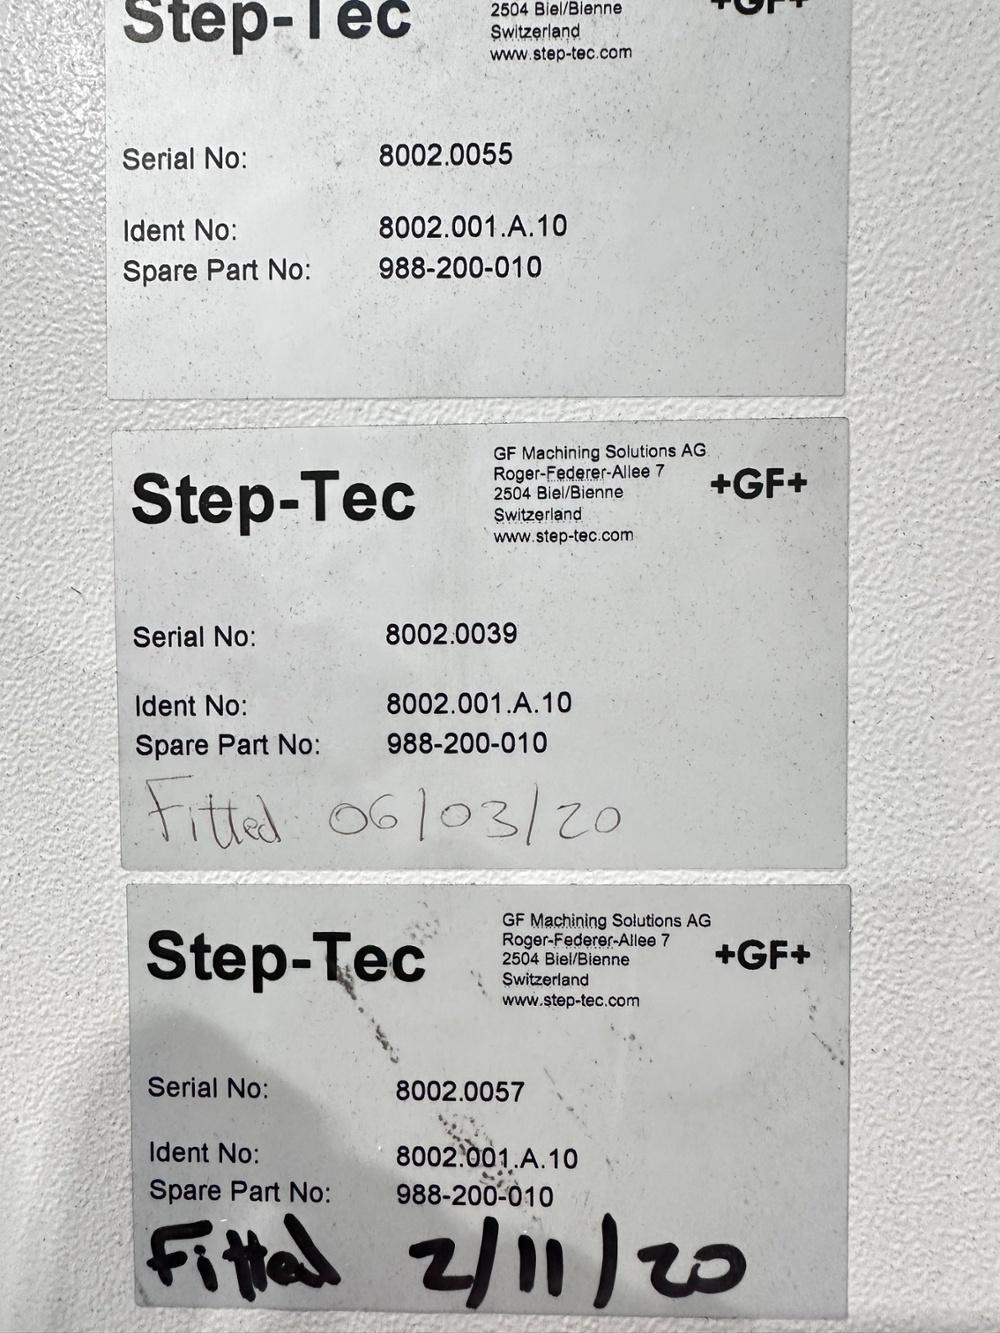 Step-Tec
2504 Biel/Bienne
Switzerland
www.step-tec.com
+GF+
Serial No: 8002.0055
Ident No: 8002.001.A.10
Spare Part No: 988-200-010
Step-Tec
GF Machining Solutions AG
Roger-Federer-Allee 7
2504 Biel/Bienne
Switzerland
www.step-tec.com
+GF+
Serial No: 8002.0039
Ident No: 8002.001.A.10
Spare Part No: 988-200-010
Fitted 06/03/20
Step-Tec
GF Machining Solutions AG
Roger-Federer-Allee 7
2504 Biel/Bienne
Switzerland
www.step-tec.com
+GF+
Serial No: 8002.0057
Ident No: 8002.001.A.10
Spare Part No: 988-200-010
Fitted 2/11/20